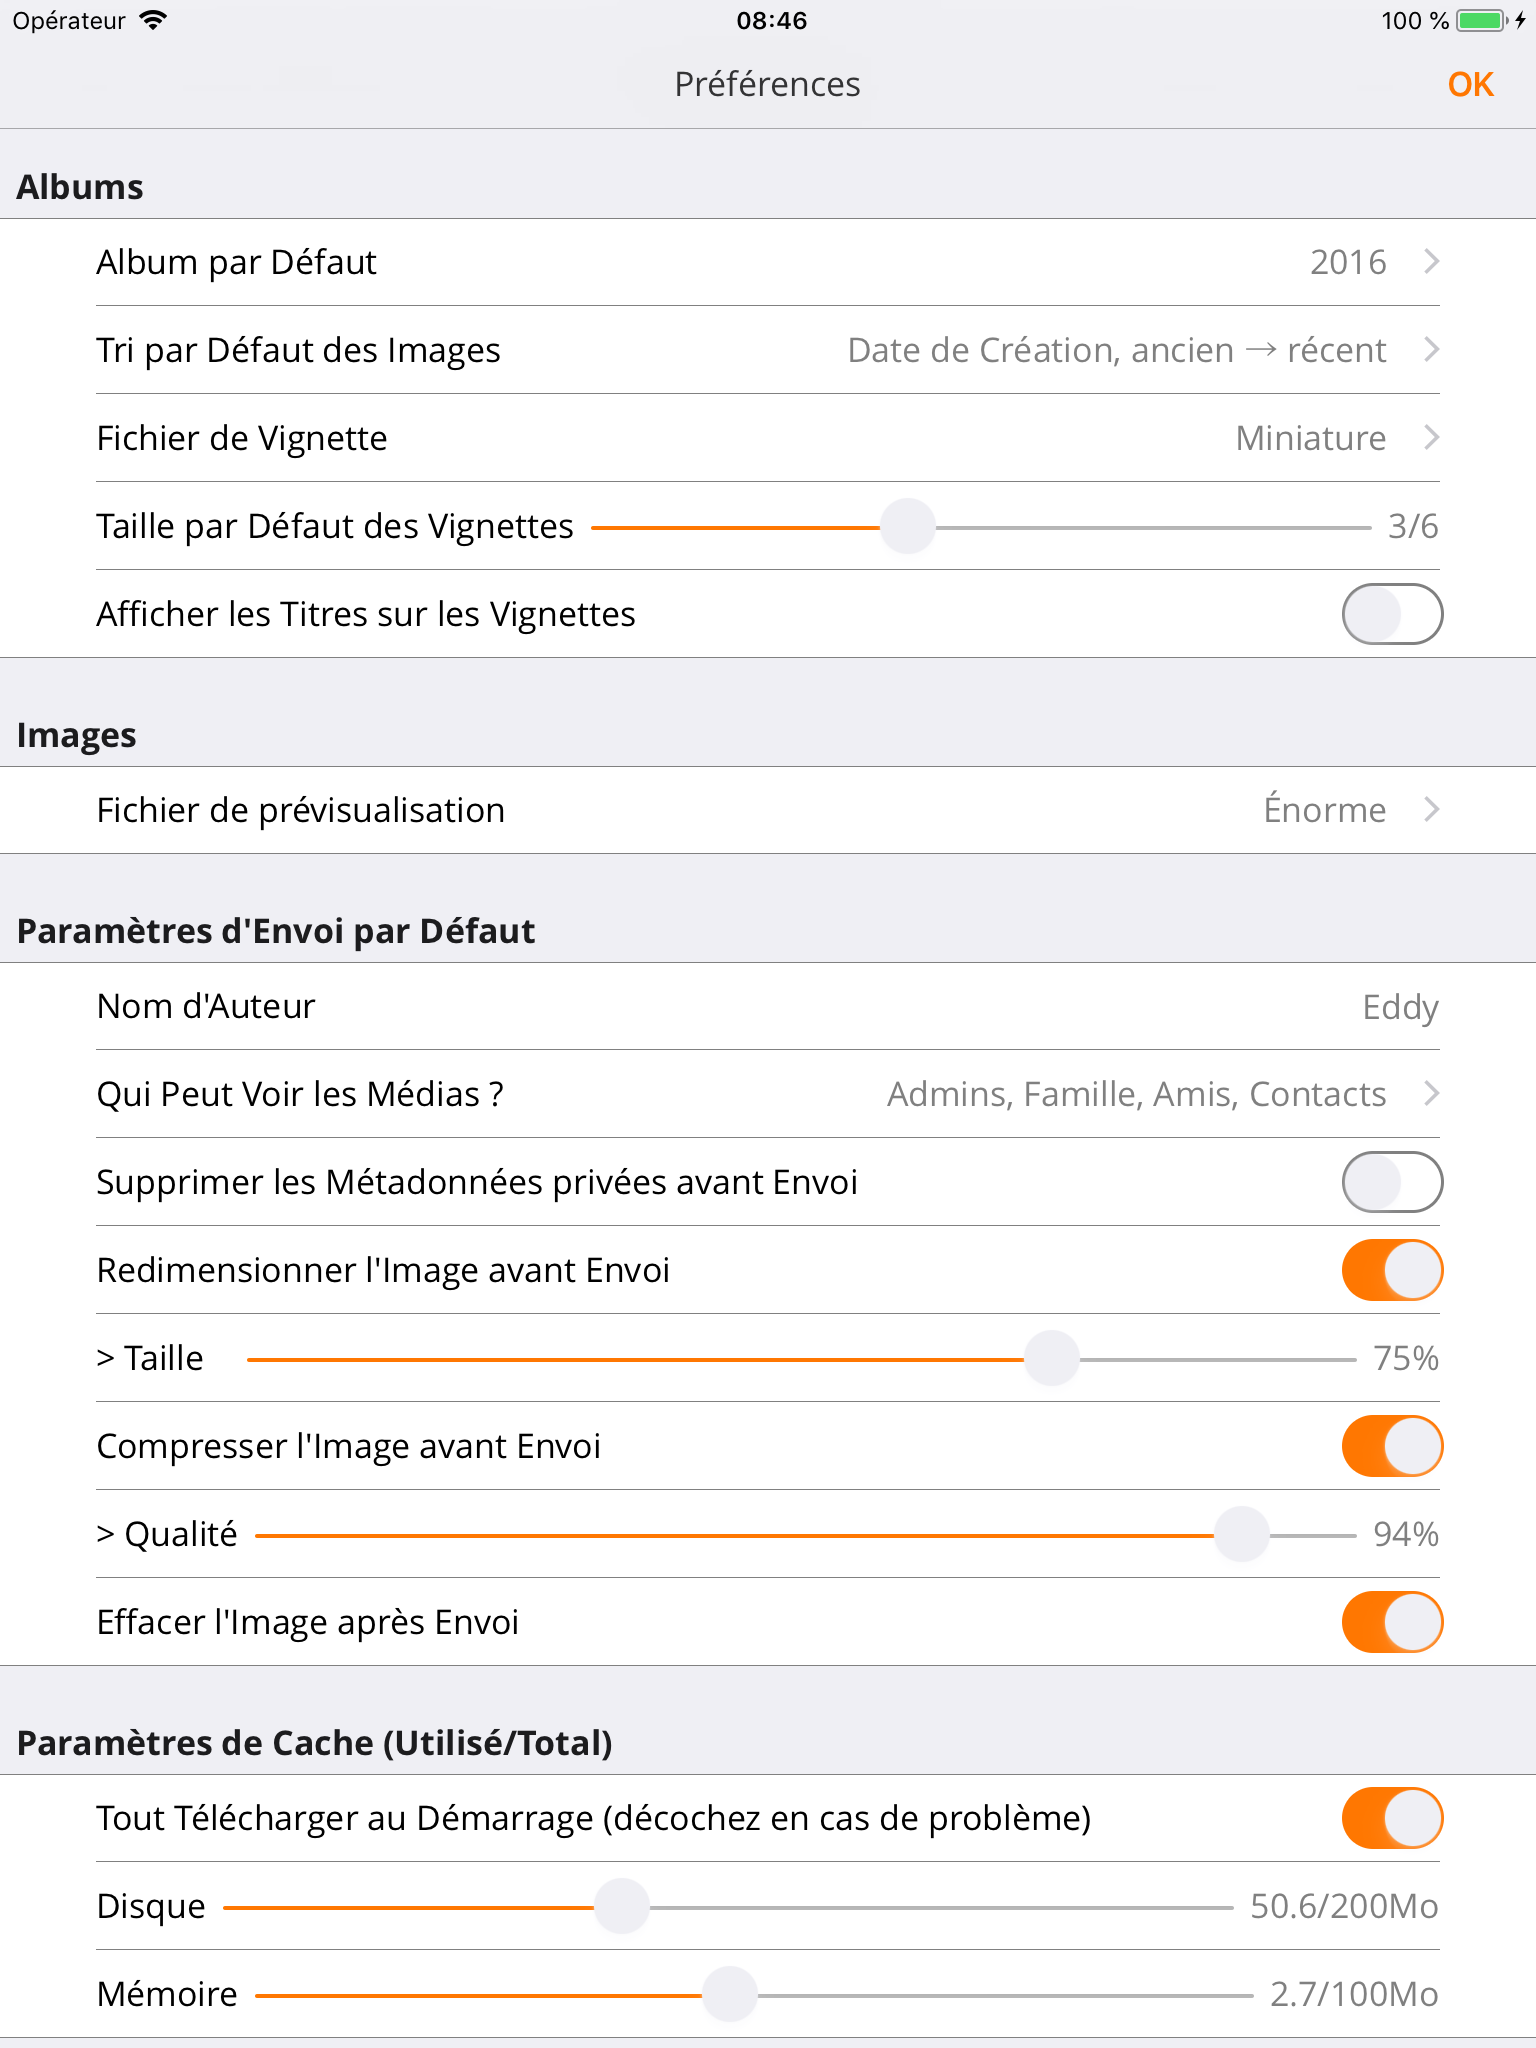 Opérateur 08:46 100 %
Préférences OK
Albums
Album par Défaut 2016
Tri par Défaut des Images Date de Création, ancien → récent
Fichier de Vignette Miniature
Taille par Défaut des Vignettes 3/6
Afficher les Titres sur les Vignettes
Images
Fichier de prévisualisation Énorme
Paramètres d'Envoi par Défaut
Nom d'Auteur Eddy
Qui Peut Voir les Médias ? Admins, Famille, Amis, Contacts
Supprimer les Métadonnées privées avant Envoi
Redimensionner l'Image avant Envoi
> Taille 75%
Compresser l'Image avant Envoi
> Qualité 94%
Effacer l'Image après Envoi
Paramètres de Cache (Utilisé/Total)
Tout Télécharger au Démarrage (décochez en cas de problème)
Disque 50.6/200Mo
Mémoire 2.7/100Mo